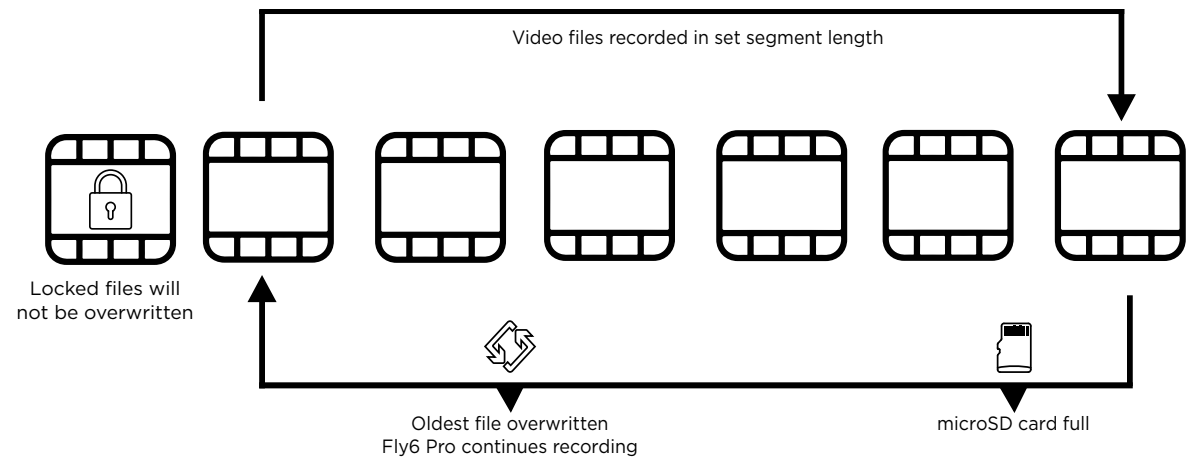 Video files recorded in set segment length
Locked files will
not be overwritten
Oldest file overwritten
Fly6 Pro continues recording
microSD card full